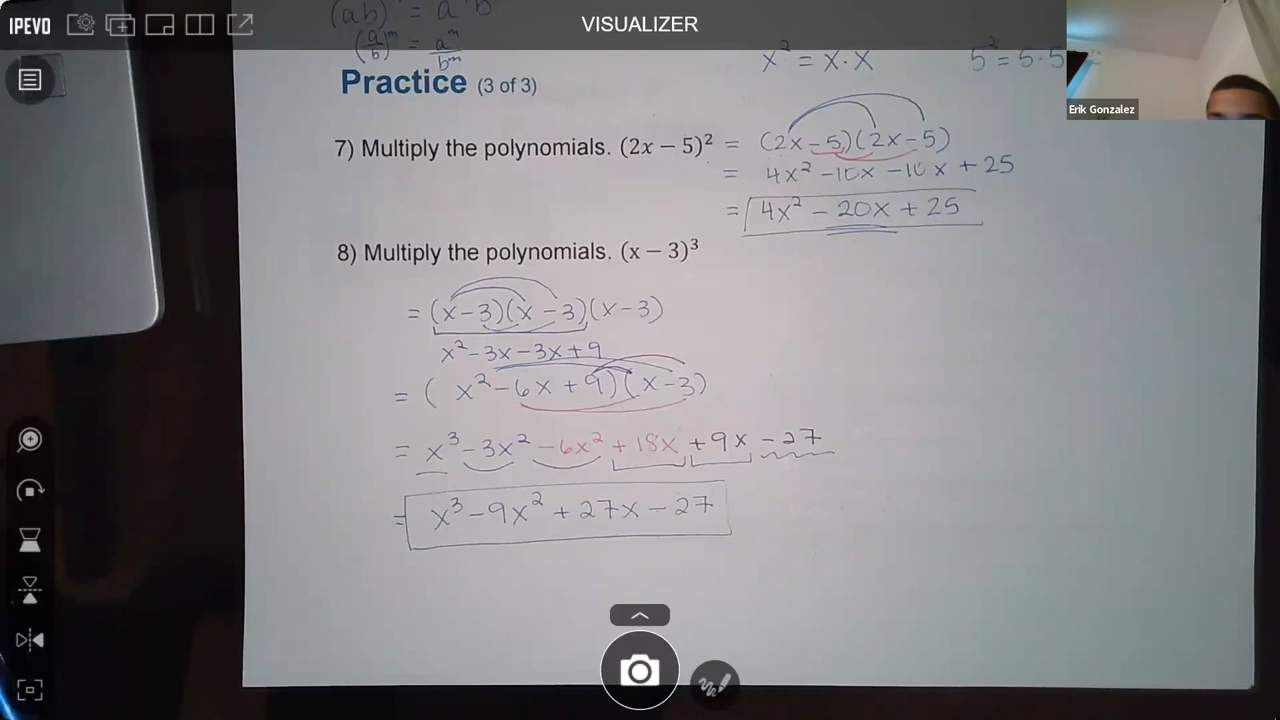 IPEVO
VISUALIZER
Erik Gonzalez
(ab) = a b
(a/b)^m = a^m/b^m
x² = x·x
5² = 5·5
Practice (3 of 3)
7) Multiply the polynomials. (2x − 5)² = (2x−5)(2x−5)
= 4x² −10x −10x + 25
= 4x² − 20x + 25
8) Multiply the polynomials. (x − 3)³
= (x−3)(x−3)(x−3)
x²−3x−3x+9
= (x²−6x+9)(x−3)
= x³ −3x² −6x² +18x +9x −27
= x³−9x²+27x−27